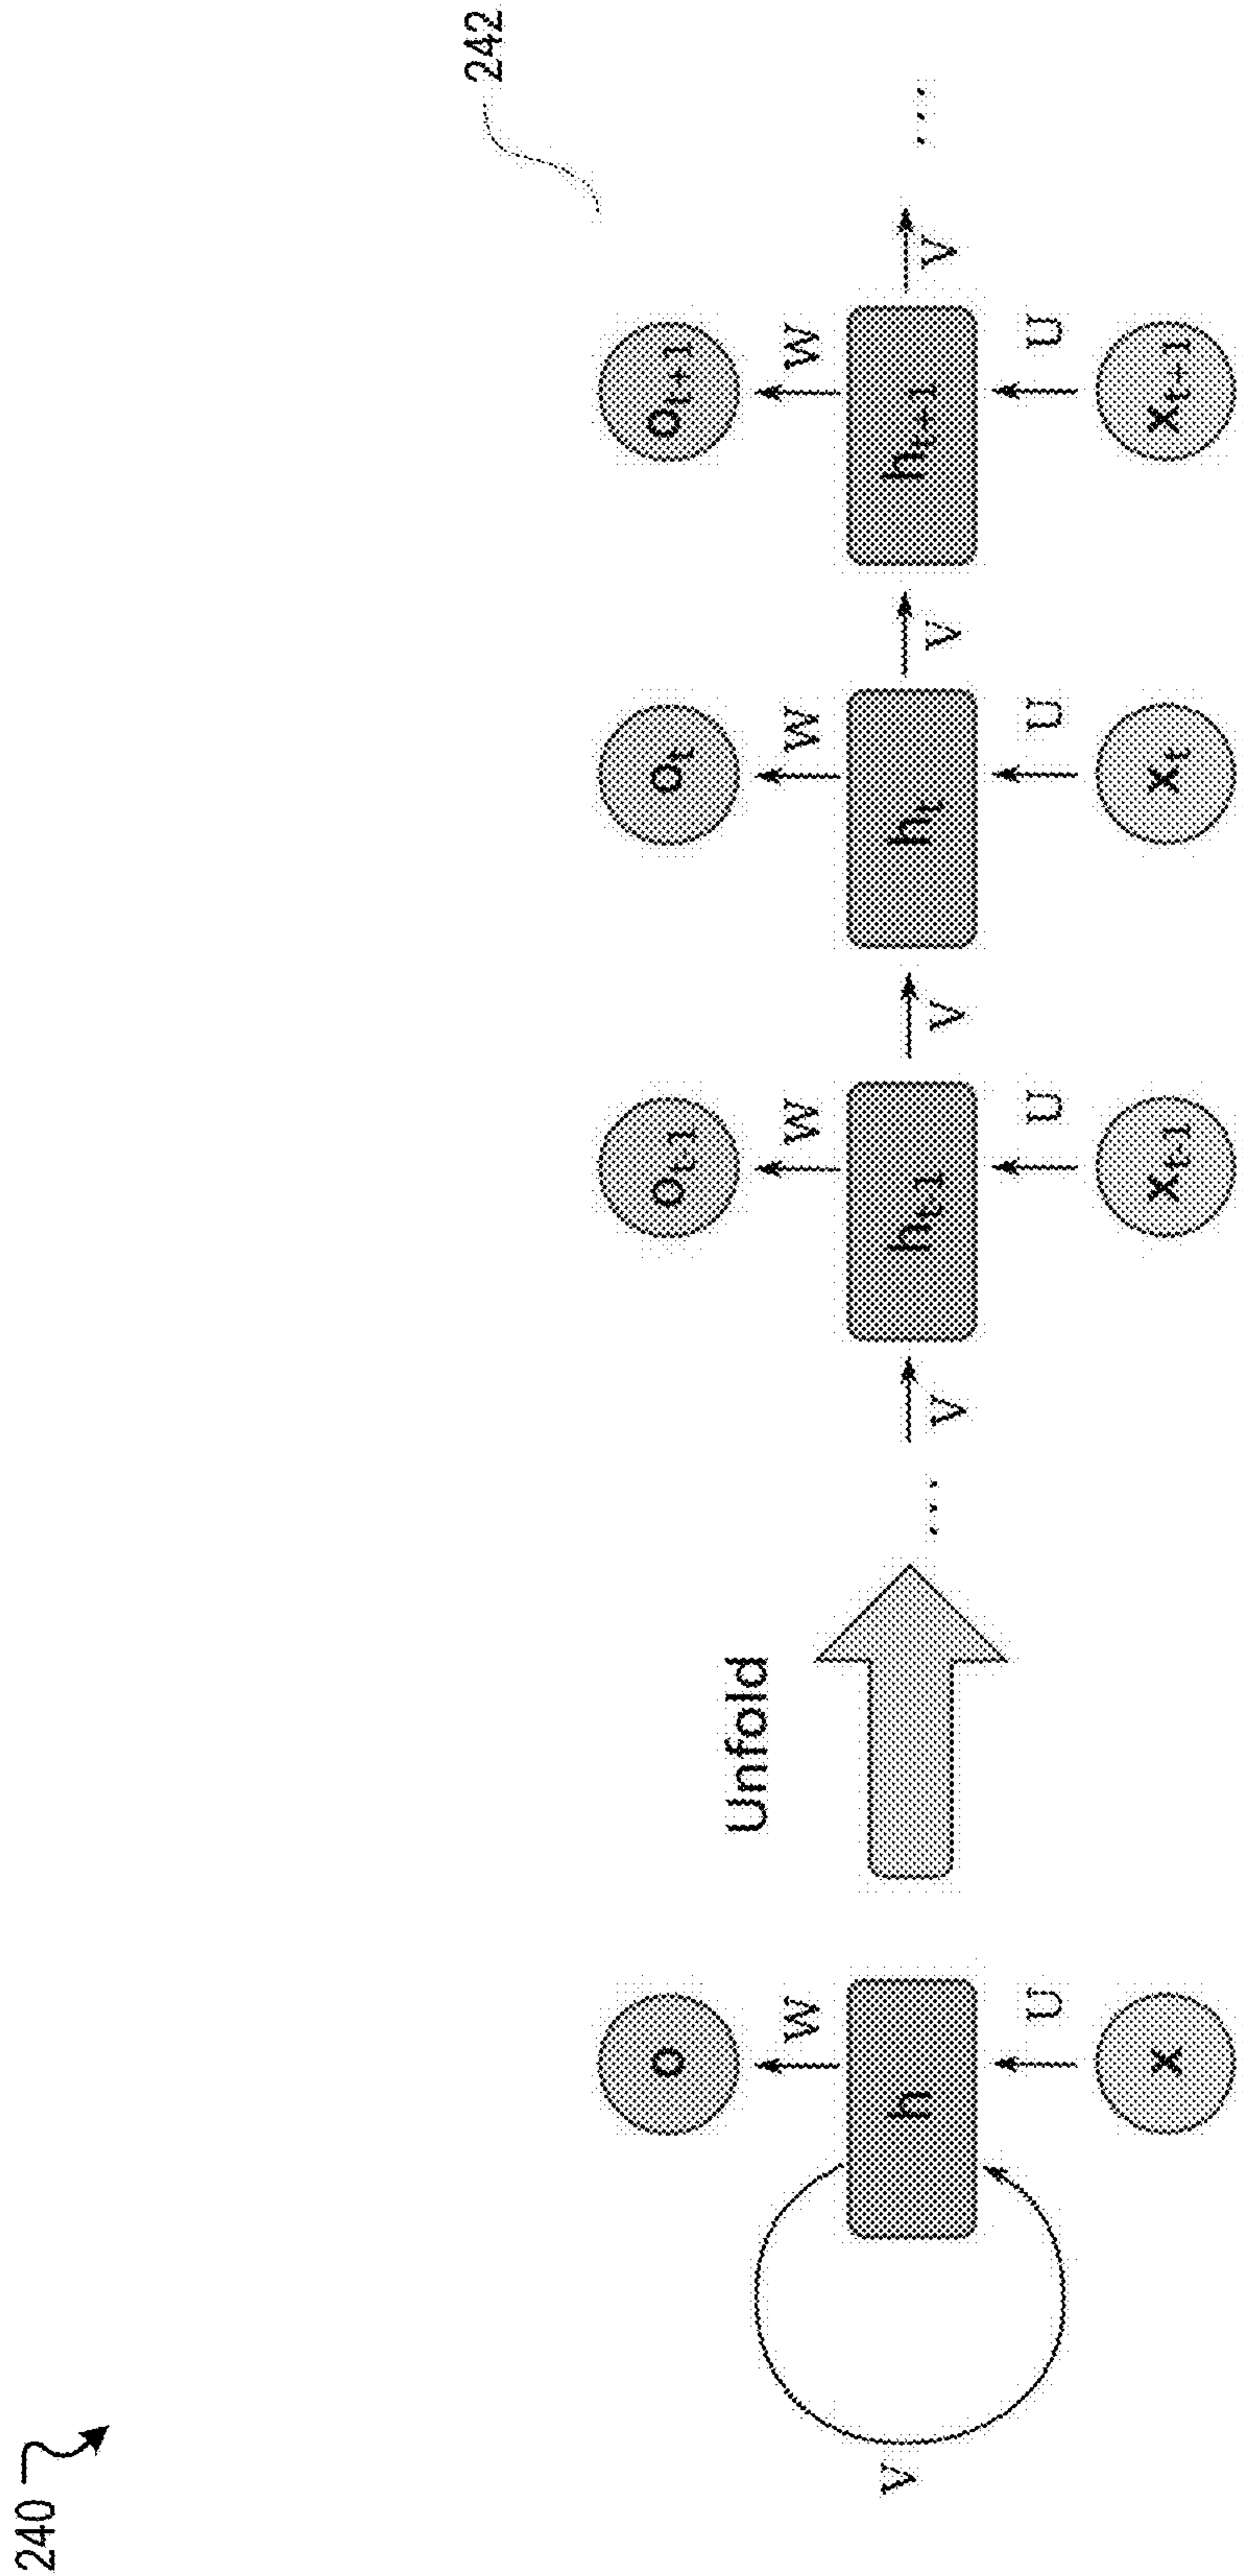 240
242
o
o_t-1
o_t
o_t+1
W
W
W
W
Unfold
V
h
...
V
h_t-1
V
h_t
V
h_t+1
V
...
U
U
U
U
x
x_t-1
x_t
x_t+1